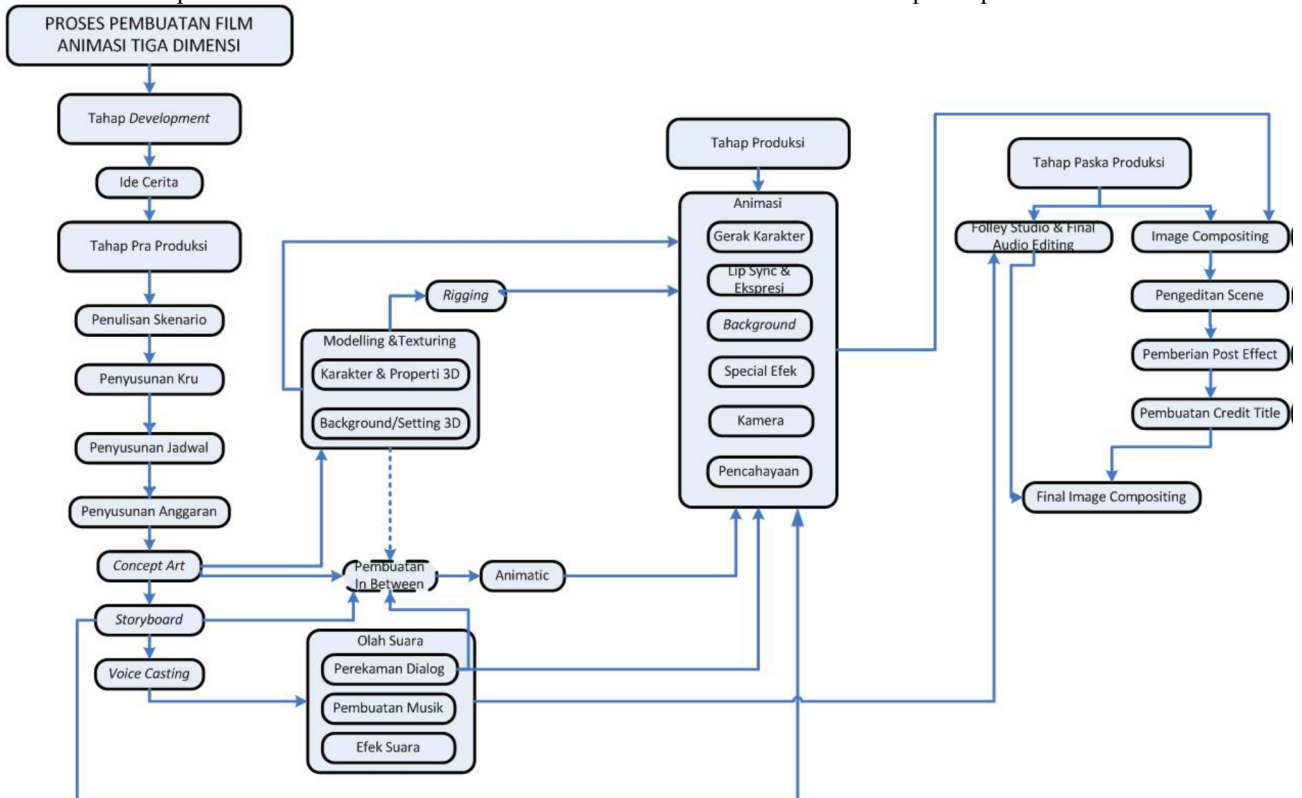 PROSES PEMBUATAN FILM
ANIMASI TIGA DIMENSI
Tahap Development
Ide Cerita
Tahap Pra Produksi
Penulisan Skenario
Penyusunan Kru
Penyusunan Jadwal
Penyusunan Anggaran
Concept Art
Storyboard
Voice Casting
Rigging
Modelling &Texturing
Karakter & Properti 3D
Background/Setting 3D
Pembuatan
In Between
Animatic
Olah Suara
Perekaman Dialog
Pembuatan Musik
Efek Suara
Tahap Produksi
Animasi
Gerak Karakter
Lip Sync &
Ekspresi
Background
Special Efek
Kamera
Pencahayaan
Tahap Paska Produksi
Folley Studio & Final
Audio Editing
Image Compositing
Pengeditan Scene
Pemberian Post Effect
Pembuatan Credit Title
Final Image Compositing